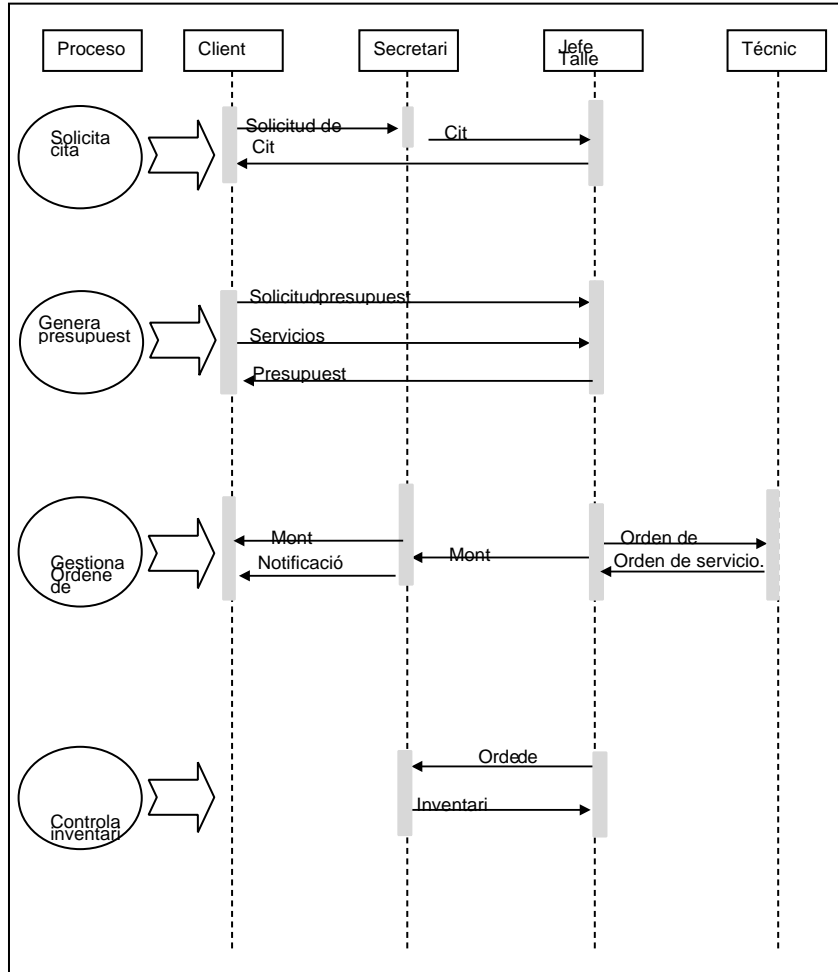 Proceso
Client
Secretari
Jefe
Talle
Técnic
Solicita
cita
Solicitud de
Cit
Cit
Genera
presupuest
Solicitudpresupuest
Servicios
Presupuest
Gestiona
Órdene
de
Mont
Notificació
Mont
Orden de
Orden de servicio.
Controla
inventari
Ordede
Inventari